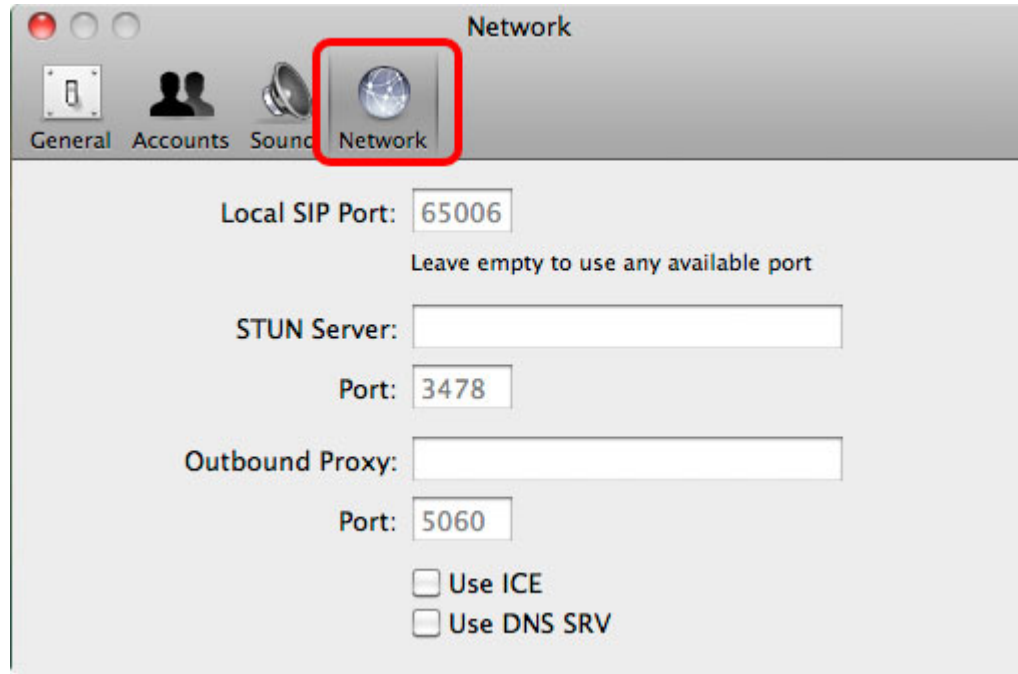 Network
General Accounts Sound Network
Local SIP Port: 65006
Leave empty to use any available port
STUN Server:
Port: 3478
Outbound Proxy:
Port: 5060
Use ICE
Use DNS SRV